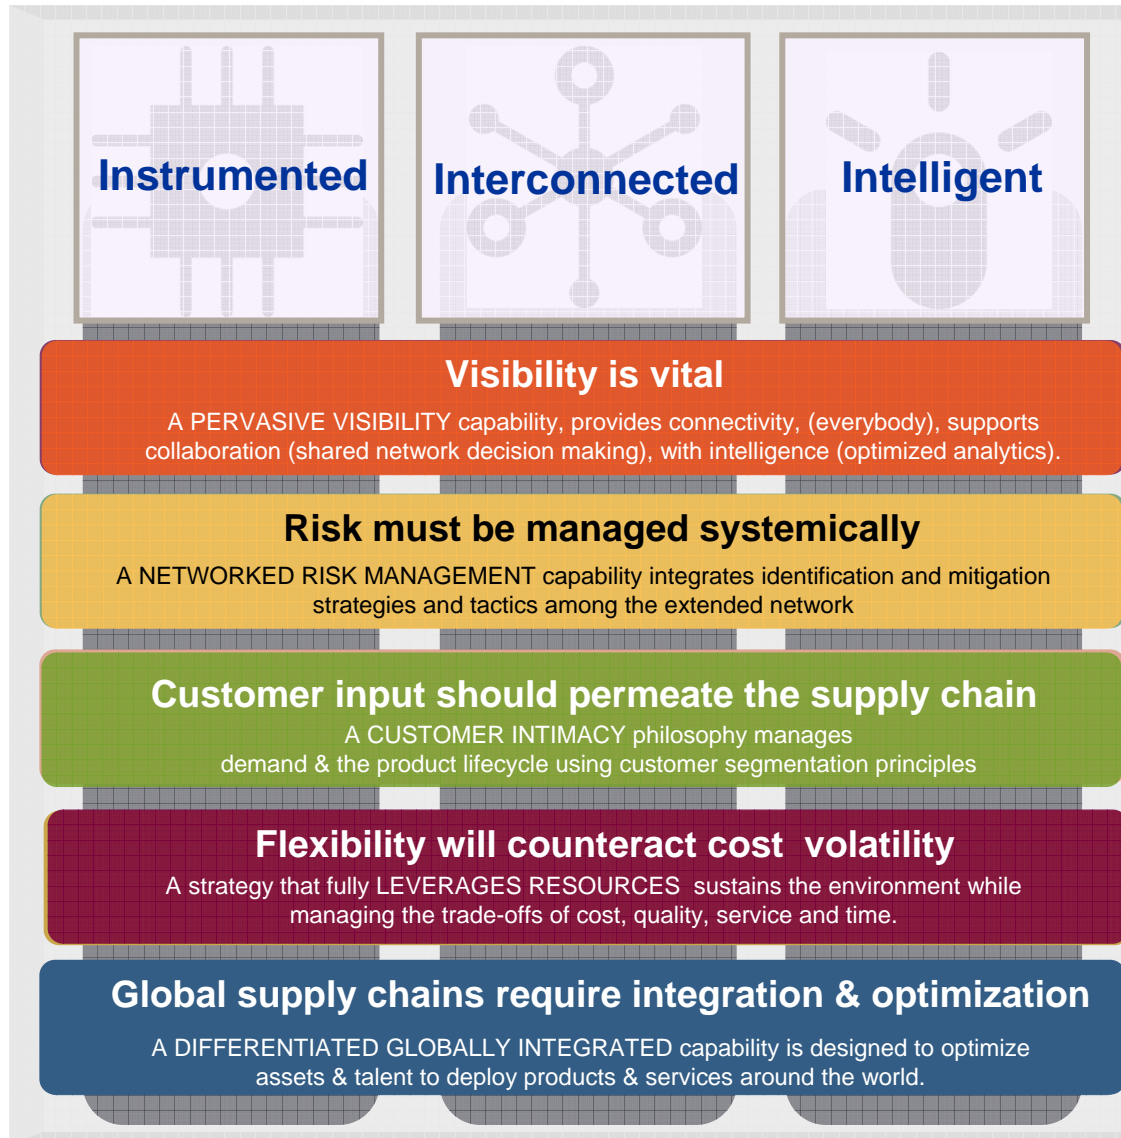 Instrumented
Interconnected
Intelligent
Visibility is vital
A PERVASIVE VISIBILITY capability, provides connectivity, (everybody), supports
collaboration (shared network decision making), with intelligence (optimized analytics).
Risk must be managed systemically
A NETWORKED RISK MANAGEMENT capability integrates identification and mitigation
strategies and tactics among the extended network
Customer input should permeate the supply chain
A CUSTOMER INTIMACY philosophy manages
demand & the product lifecycle using customer segmentation principles
Flexibility will counteract cost  volatility
A strategy that fully LEVERAGES RESOURCES  sustains the environment while
managing the trade-offs of cost, quality, service and time.
Global supply chains require integration & optimization
A DIFFERENTIATED GLOBALLY INTEGRATED capability is designed to optimize
assets & talent to deploy products & services around the world.